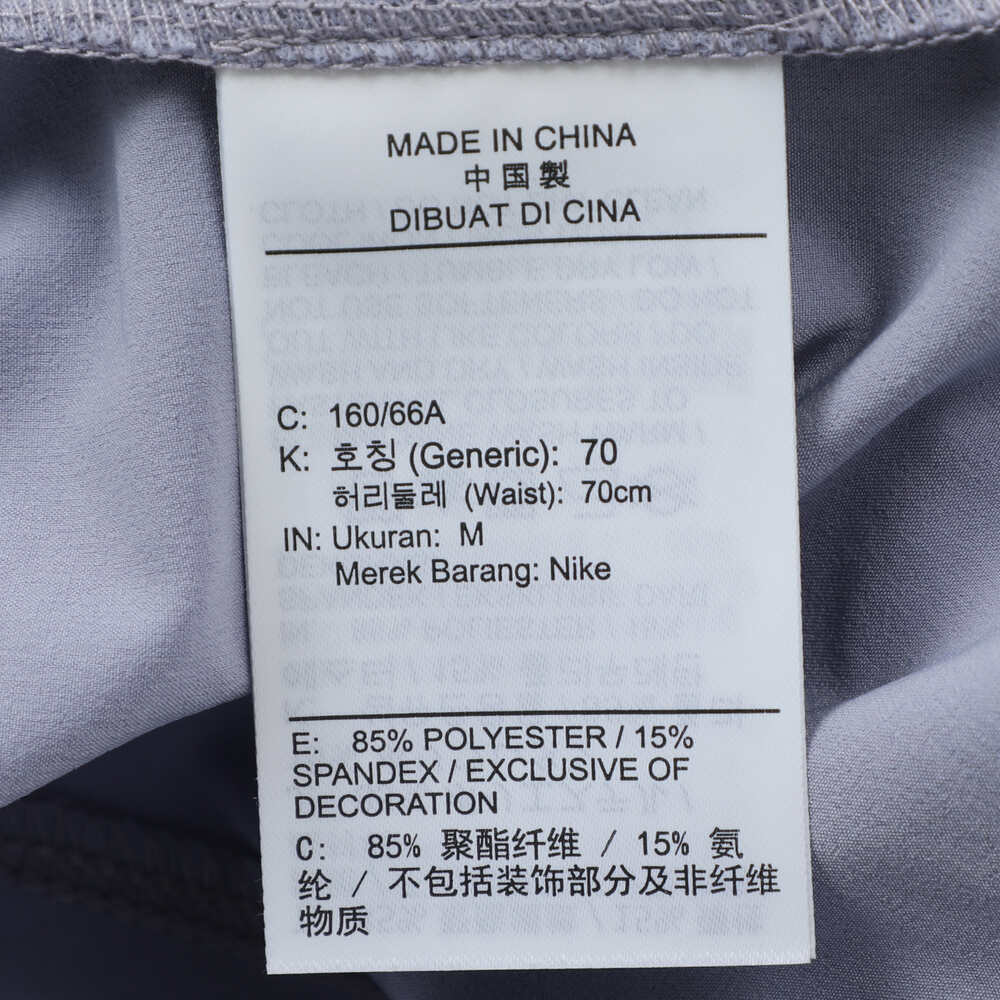 MADE IN CHINA
中国製
DIBUAT DI CINA
C: 160/66A
K: 호칭 (Generic): 70
허리둘레 (Waist): 70cm
IN: Ukuran: M
Merek Barang: Nike
E: 85% POLYESTER / 15%
SPANDEX / EXCLUSIVE OF
DECORATION
C: 85% 聚酯纤维 / 15% 氨
纶 / 不包括装饰部分及非纤维
物质